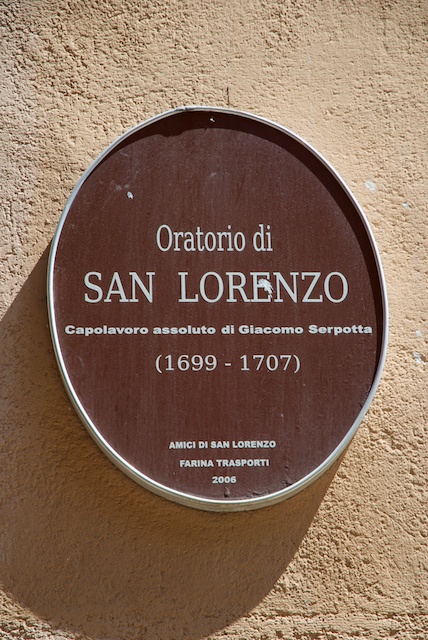 Oratorio di
SAN LORENZO
Capolavoro assoluto di Giacomo Serpotta
(1699 - 1707)
AMICI DI SAN LORENZO
FARINA TRASPORTI
2006